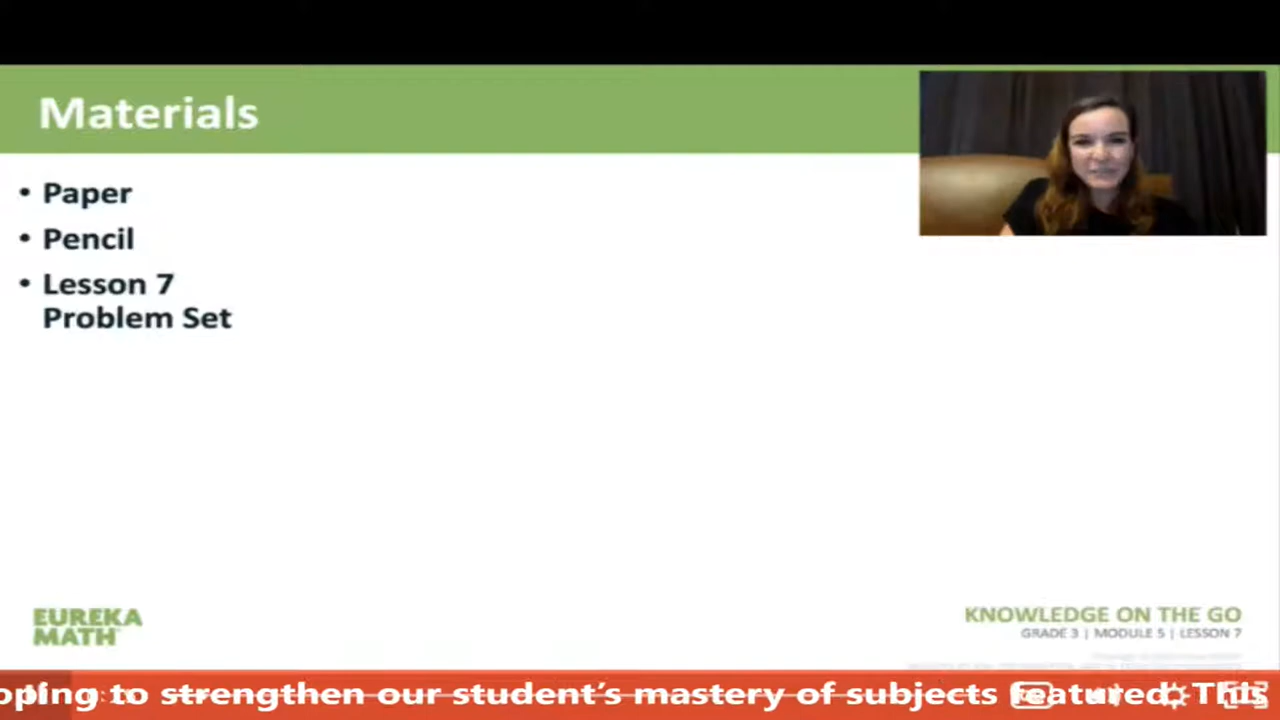 Materials
• Paper
• Pencil
• Lesson 7
Problem Set
EUREKA
MATH
KNOWLEDGE ON THE GO
GRADE 3 | MODULE 5 | LESSON 7
to strengthen our student's mastery of subjects featured. This